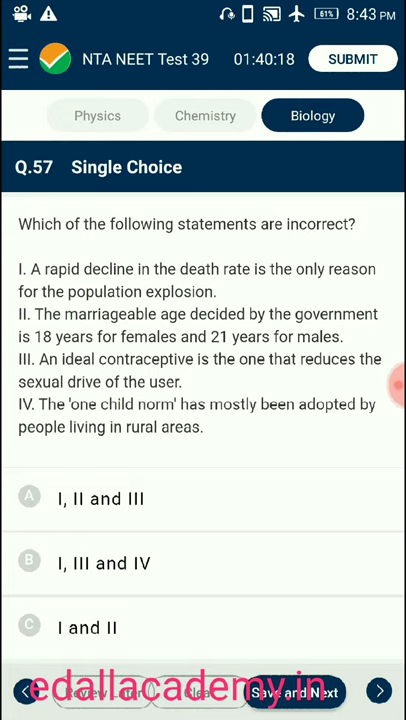 61% 8:43 PM
NTA NEET Test 39 01:40:18 SUBMIT
Physics Chemistry Biology
Q.57 Single Choice
Which of the following statements are incorrect?
I. A rapid decline in the death rate is the only reason
for the population explosion.
II. The marriageable age decided by the government
is 18 years for females and 21 years for males.
III. An ideal contraceptive is the one that reduces the
sexual drive of the user.
IV. The 'one child norm' has mostly been adopted by
people living in rural areas.
A I, II and III
B I, III and IV
C I and II
Review Later Clear Save and Next
edallacademy.in